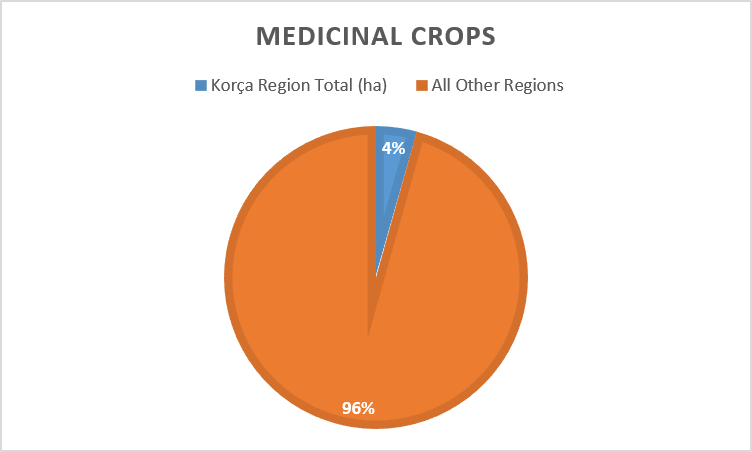 MEDICINAL CROPS
Korça Region Total (ha) All Other Regions
4%
96%